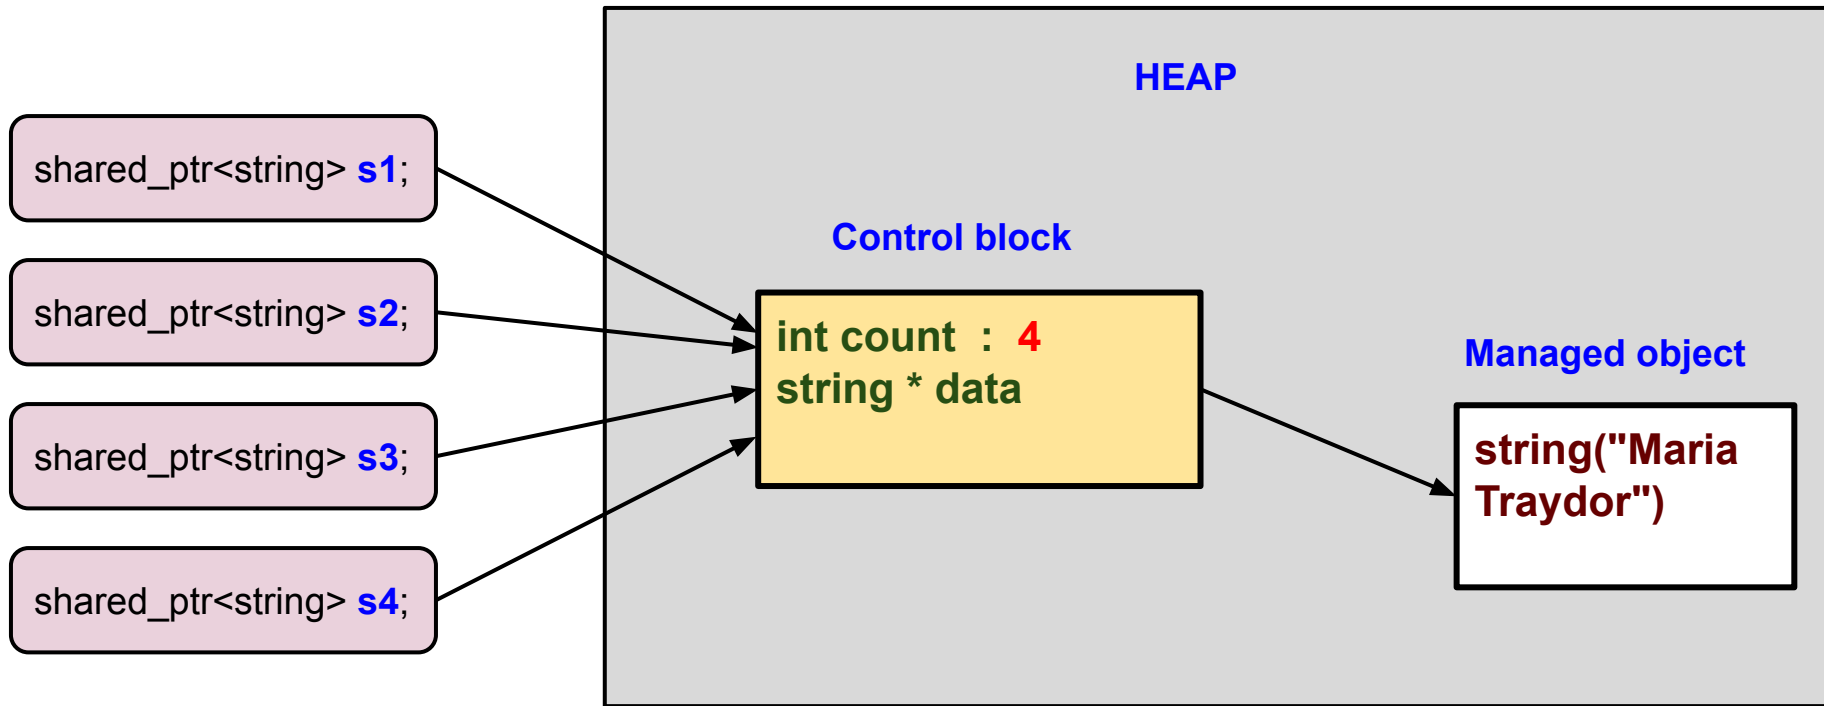 HEAP
shared_ptr<string> s1;
shared_ptr<string> s2;
shared_ptr<string> s3;
shared_ptr<string> s4;
Control block
int count : 4
string * data
Managed object
string("Maria
Traydor")